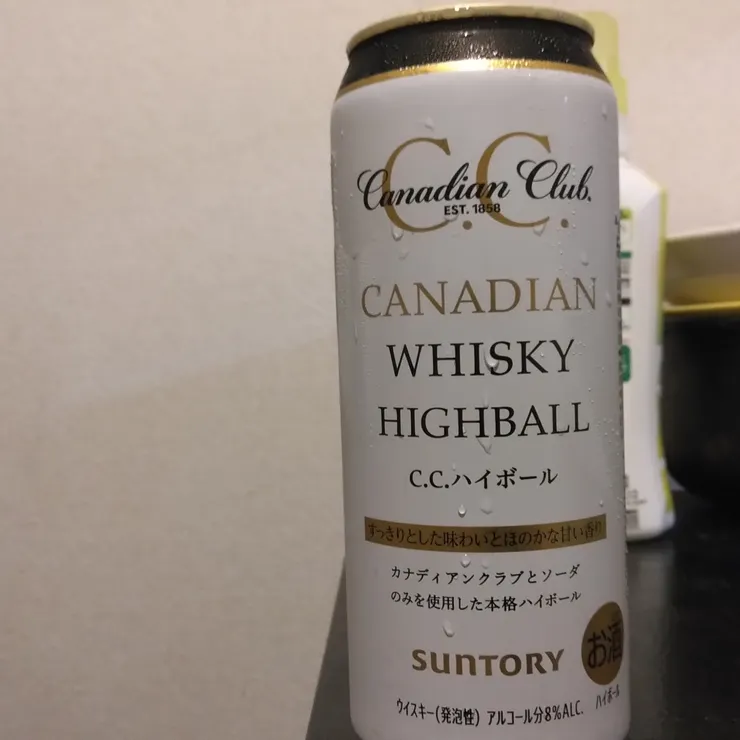 C.C.
Canadian Club.
EST. 1858
CANADIAN
WHISKY
HIGHBALL
C.C.ハイボール
すっきりとした味わいとほのかな甘い香り
カナディアンクラブとソーダ
のみを使用した本格ハイボール
SUNTORY
お酒
ハイボール
ウイスキー(発泡性) アルコール分8%ALC.